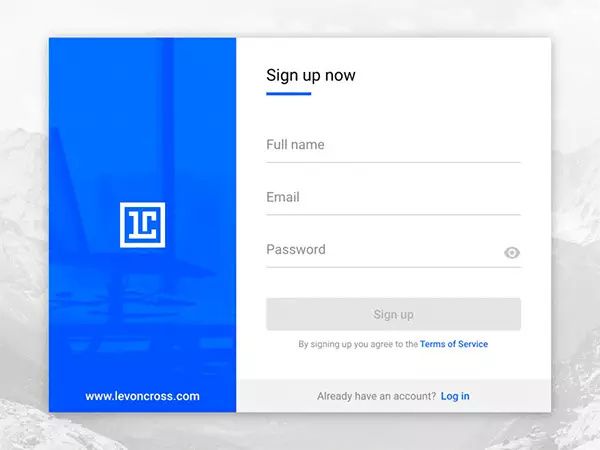 LC
www.levoncross.com
Sign up now
Full name
Email
Password
Sign up
By signing up you agree to the Terms of Service
Already have an account? Log in